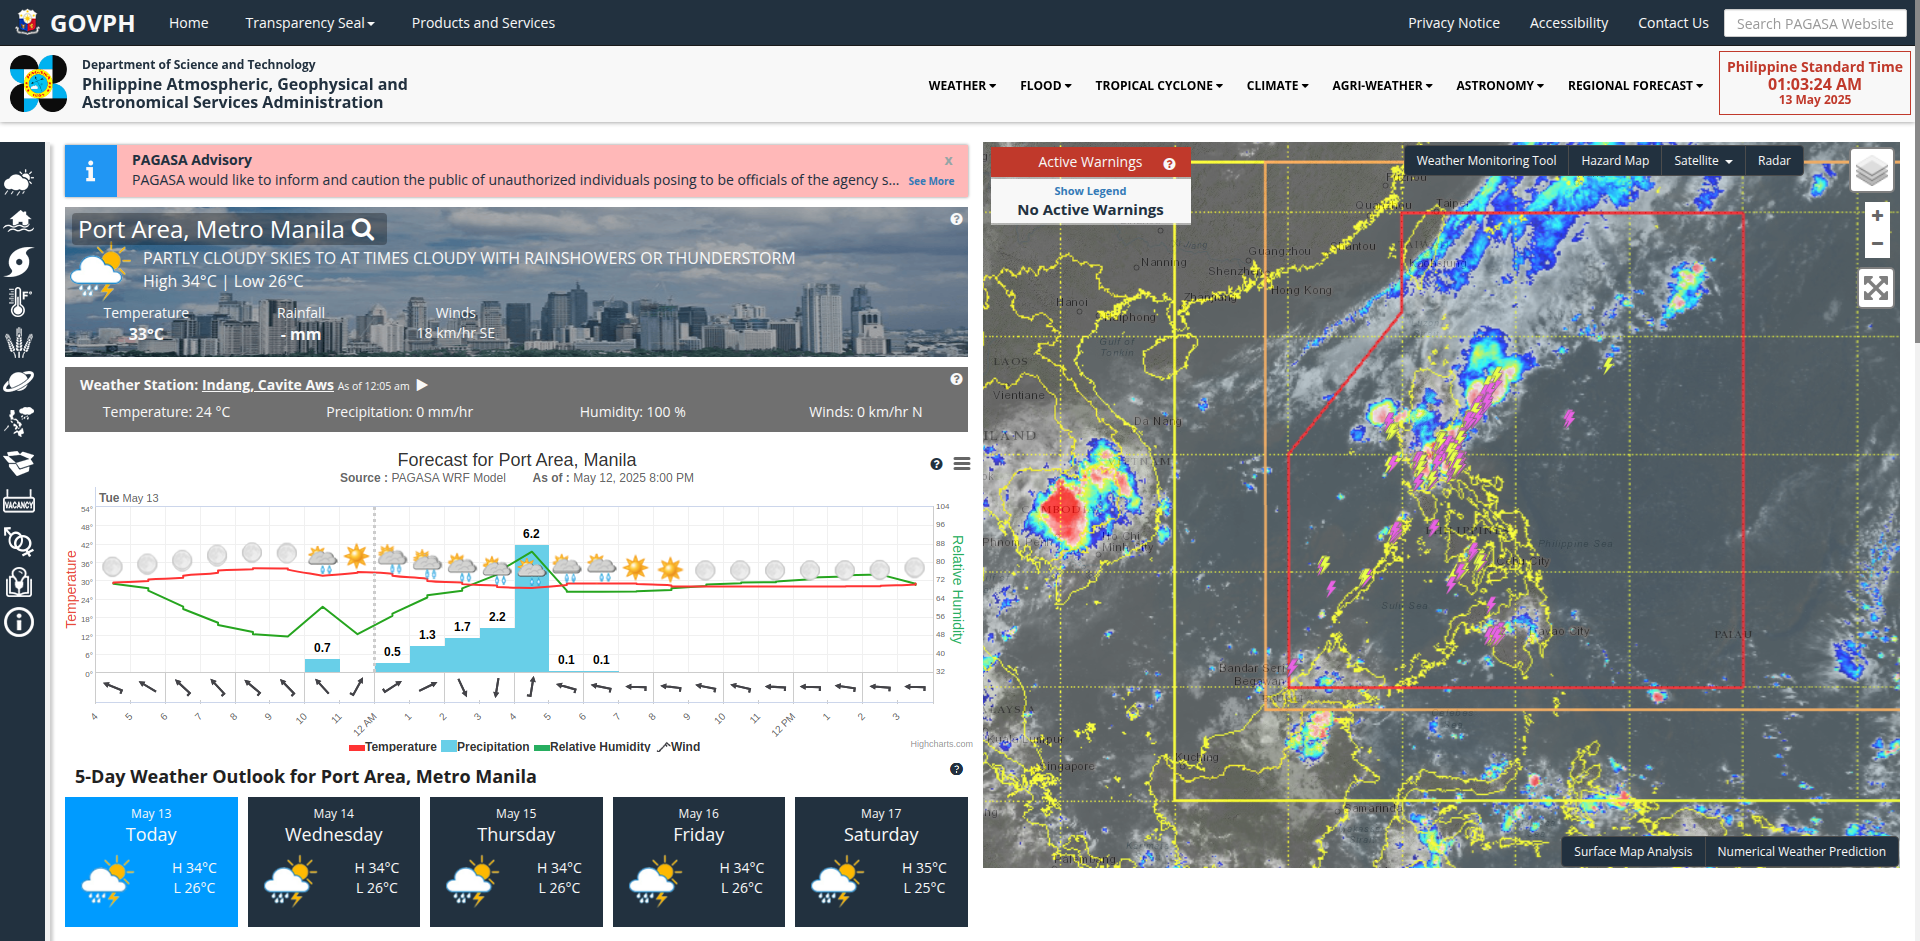 GOVPH
Home
Transparency Seal
Products and Services
Privacy Notice
Accessibility
Contact Us
Search PAGASA Website
Department of Science and Technology
Philippine Atmospheric, Geophysical and
Astronomical Services Administration
WEATHER
FLOOD
TROPICAL CYCLONE
CLIMATE
AGRI-WEATHER
ASTRONOMY
REGIONAL FORECAST
Philippine Standard Time
01:03:24 AM
13 May 2025
PAGASA Advisory
x
PAGASA would like to inform and caution the public of unauthorized individuals posing to be officials of the agency s... See More
Port Area, Metro Manila
PARTLY CLOUDY SKIES TO AT TIMES CLOUDY WITH RAINSHOWERS OR THUNDERSTORM
High 34°C | Low 26°C
Temperature
33°C
Rainfall
- mm
Winds
18 km/hr SE
Weather Station: Indang, Cavite Aws As of 12:05 am
Temperature: 24 °C
Precipitation: 0 mm/hr
Humidity: 100 %
Winds: 0 km/hr N
VACANCY
Forecast for Port Area, Manila
Source : PAGASA WRF Model As of : May 12, 2025 8:00 PM
Tue May 13
Temperature
54°
48°
42°
36°
30°
24°
18°
12°
6°
0°
104
96
88
80
72
64
56
48
40
32
Relative Humidity
0.7
0.5
1.3
1.7
2.2
6.2
0.1
0.1
4 5 6 7 8 9 10 11 12 AM 1 2 3 4 5 6 7 8 9 10 11 12 PM 1 2 3
Temperature Precipitation Relative Humidity Wind
Highcharts.com
5-Day Weather Outlook for Port Area, Metro Manila
May 13
Today
H 34°C
L 26°C
May 14
Wednesday
H 34°C
L 26°C
May 15
Thursday
H 34°C
L 26°C
May 16
Friday
H 34°C
L 26°C
May 17
Saturday
H 35°C
L 25°C
Active Warnings
Show Legend
No Active Warnings
Weather Monitoring Tool
Hazard Map
Satellite
Radar
+
−
Taipei
Guangzhou
Nanning
Shenzhen
Hong Kong
Hanoi
Haiphong
Gulf of
Tonkin
LAOS
Vientiane
Da Nang
Philippine Sea
Sulu Sea
Davao City
PALAU
Bandar Seri
Begawan
Kuala Lumpur
Singapore
Kuching
Samarinda
Surface Map Analysis
Numerical Weather Prediction